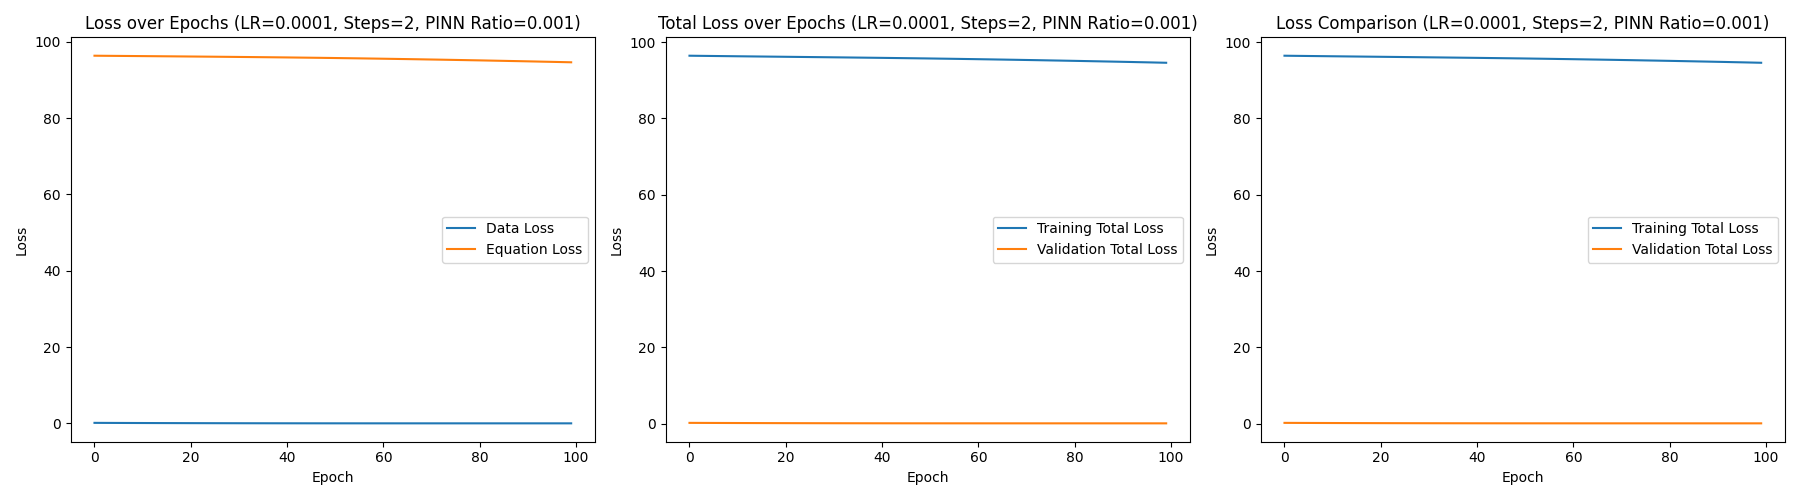 Loss over Epochs (LR=0.0001, Steps=2, PINN Ratio=0.001)
100
80
60
40
20
0
Loss
Data Loss
Equation Loss
0 20 40 60 80 100
Epoch
Total Loss over Epochs (LR=0.0001, Steps=2, PINN Ratio=0.001)
100
80
60
40
20
0
Loss
Training Total Loss
Validation Total Loss
0 20 40 60 80 100
Epoch
Loss Comparison (LR=0.0001, Steps=2, PINN Ratio=0.001)
100
80
60
40
20
0
Loss
Training Total Loss
Validation Total Loss
0 20 40 60 80 100
Epoch